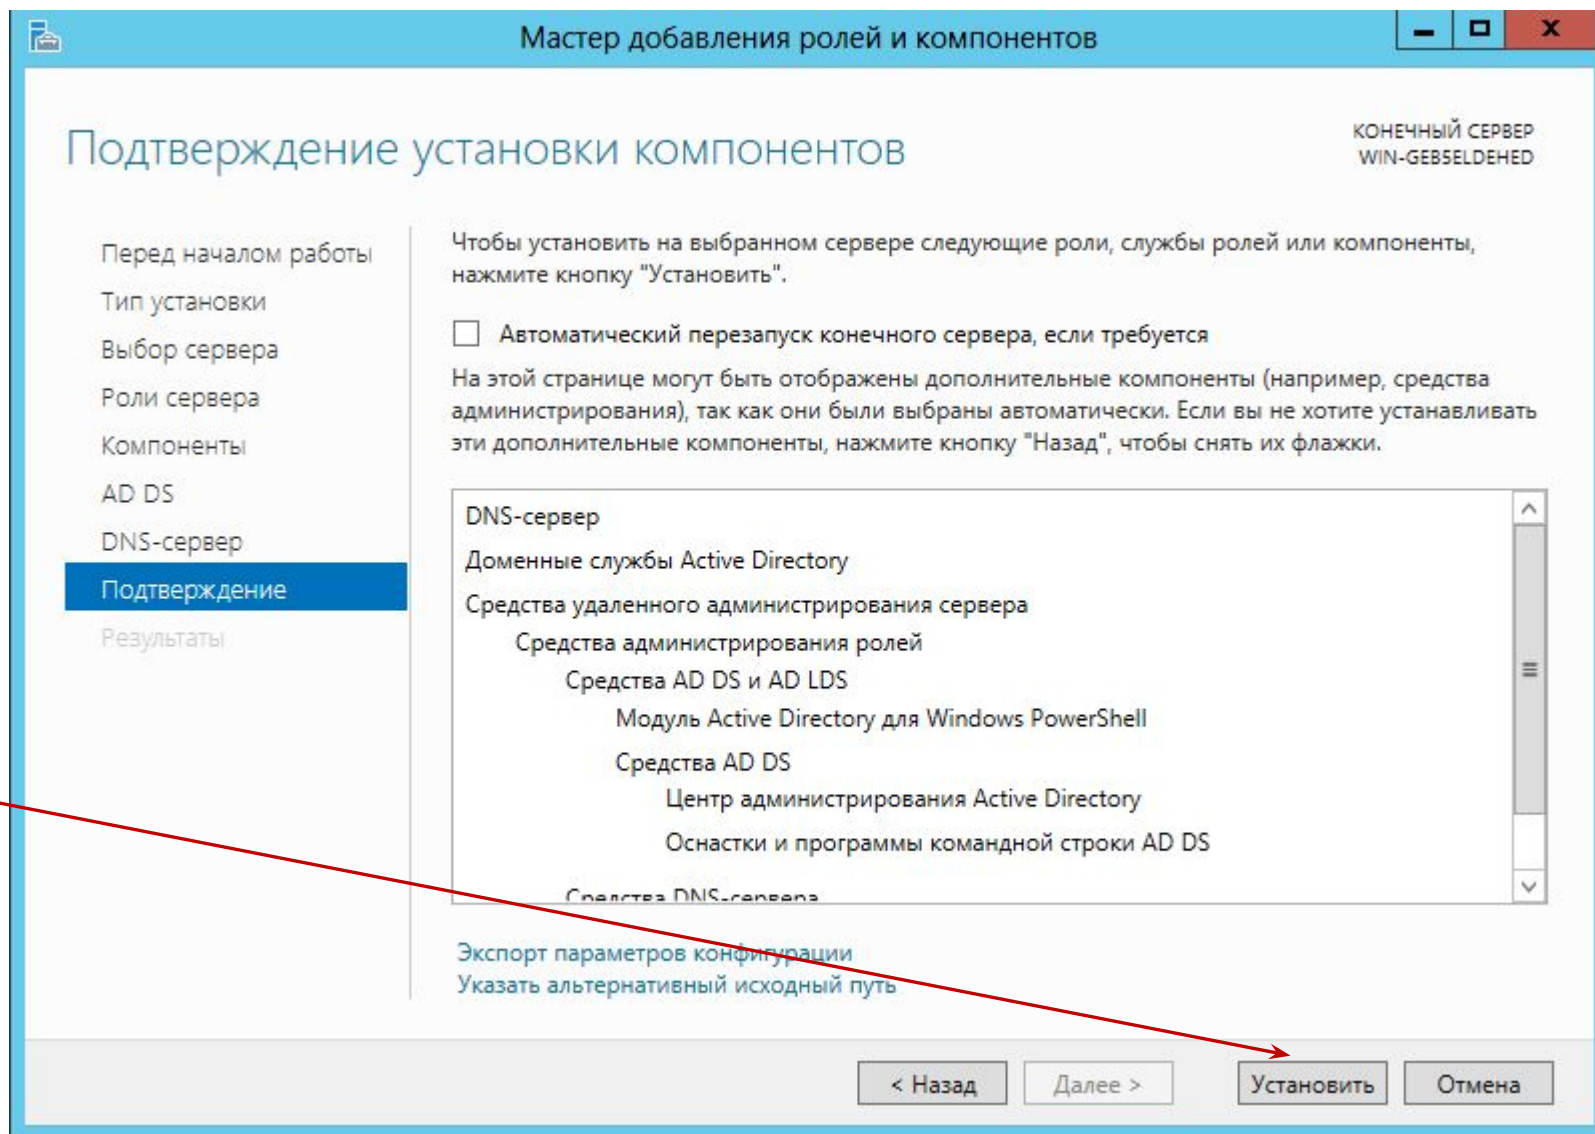 Мастер добавления ролей и компонентов
Подтверждение установки компонентов
КОНЕЧНЫЙ СЕРВЕР
WIN-GEB5ELDEHED
Перед началом работы
Тип установки
Выбор сервера
Роли сервера
Компоненты
AD DS
DNS-сервер
Подтверждение
Результаты
Чтобы установить на выбранном сервере следующие роли, службы ролей или компоненты,
нажмите кнопку "Установить".
Автоматический перезапуск конечного сервера, если требуется
На этой странице могут быть отображены дополнительные компоненты (например, средства
администрирования), так как они были выбраны автоматически. Если вы не хотите устанавливать
эти дополнительные компоненты, нажмите кнопку "Назад", чтобы снять их флажки.
DNS-сервер
Доменные службы Active Directory
Средства удаленного администрирования сервера
Средства администрирования ролей
Средства AD DS и AD LDS
Модуль Active Directory для Windows PowerShell
Средства AD DS
Центр администрирования Active Directory
Оснастки и программы командной строки AD DS
Средства DNS-сервера
Экспорт параметров конфигурации
Указать альтернативный исходный путь
< Назад
Далее >
Установить
Отмена